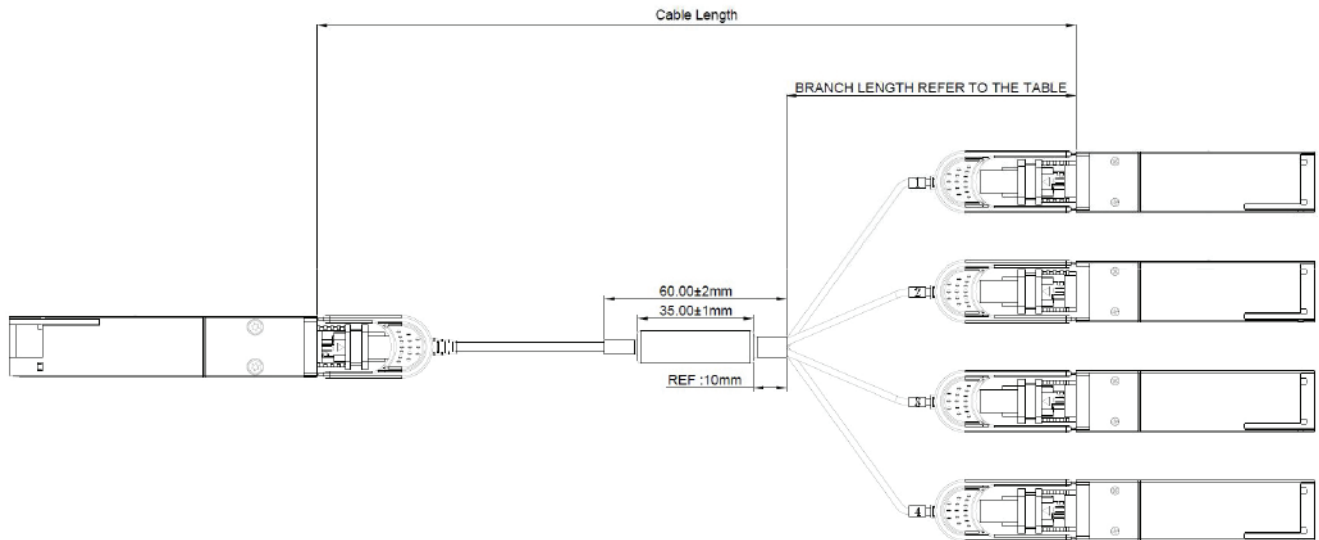 Cable Length
BRANCH LENGTH REFER TO THE TABLE
60.00±2mm
35.00±1mm
REF :10mm
2
3
4